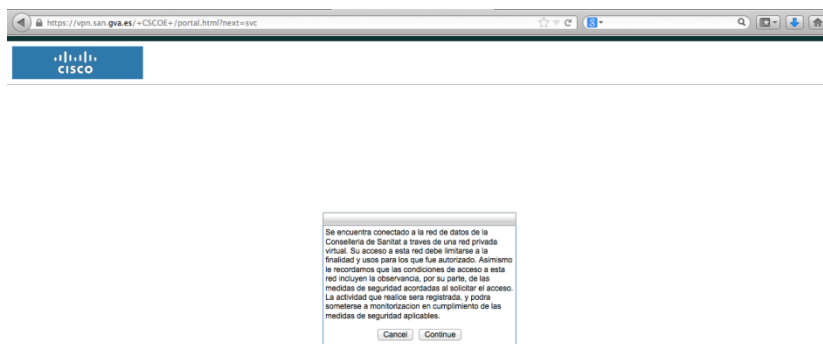 https://vpn.san.gva.es/+CSCOE+/portal.html?next=svc
CISCO
Se encuentra conectado a la red de datos de la
Conselleria de Sanitat a traves de una red privada
virtual. Su acceso a esta red debe limitarse a la
finalidad y usos para los que fue autorizado. Asimismo
le recordamos que las condiciones de acceso a esta
red incluyen la observancia, por su parte, de las
medidas de seguridad acordadas al solicitar el acceso.
La actividad que realice sera registrada, y podra
someterse a monitorizacion en cumplimiento de las
medidas de seguridad aplicables.
Cancel Continue